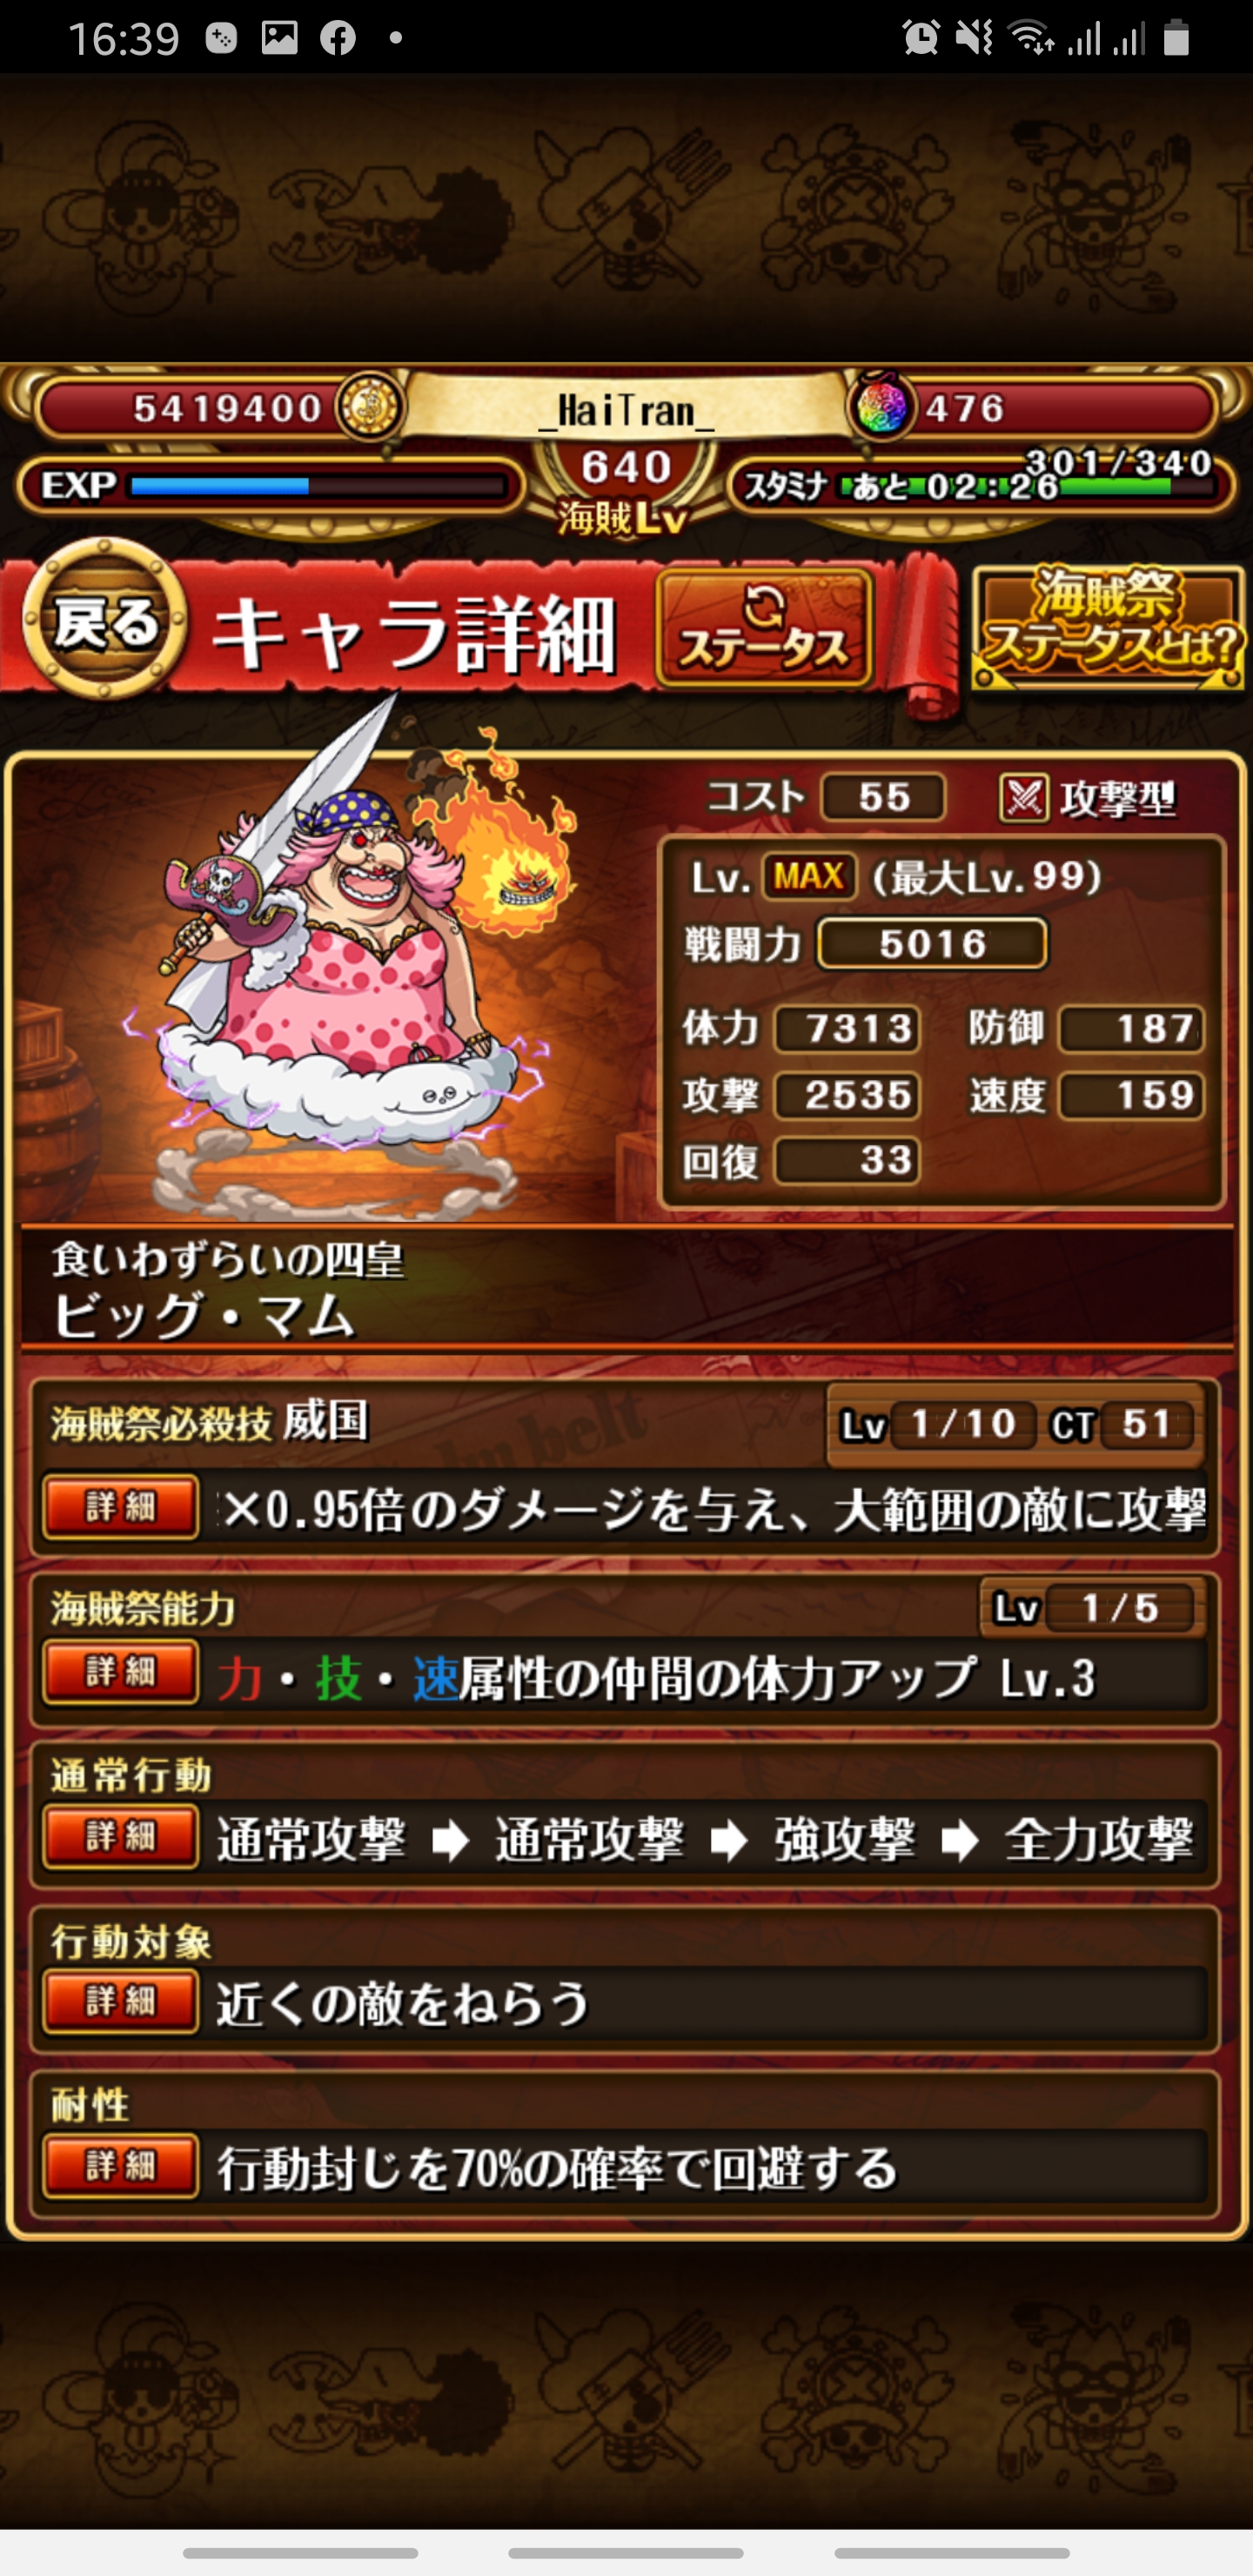 16:39
5419400
_HaiTran_
476
EXP
640
海賊Lv
スタミナ あと 02:26
301/340
戻る
キャラ詳細
ステータス
海賊祭
ステータスとは?
コスト 55 攻撃型
Lv. MAX (最大Lv.99)
戦闘力 5016
体力 7313 防御 187
攻撃 2535 速度 159
回復 33
食いわずらいの四皇
ビッグ・マム
海賊祭必殺技 威国 Lv 1/10 CT 51
詳細 ×0.95倍のダメージを与え、大範囲の敵に攻撃
海賊祭能力 Lv 1/5
詳細 力・技・速属性の仲間の体力アップ Lv.3
通常行動
詳細 通常攻撃 ➡ 通常攻撃 ➡ 強攻撃 ➡ 全力攻撃
行動対象
詳細 近くの敵をねらう
耐性
詳細 行動封じを70%の確率で回避する